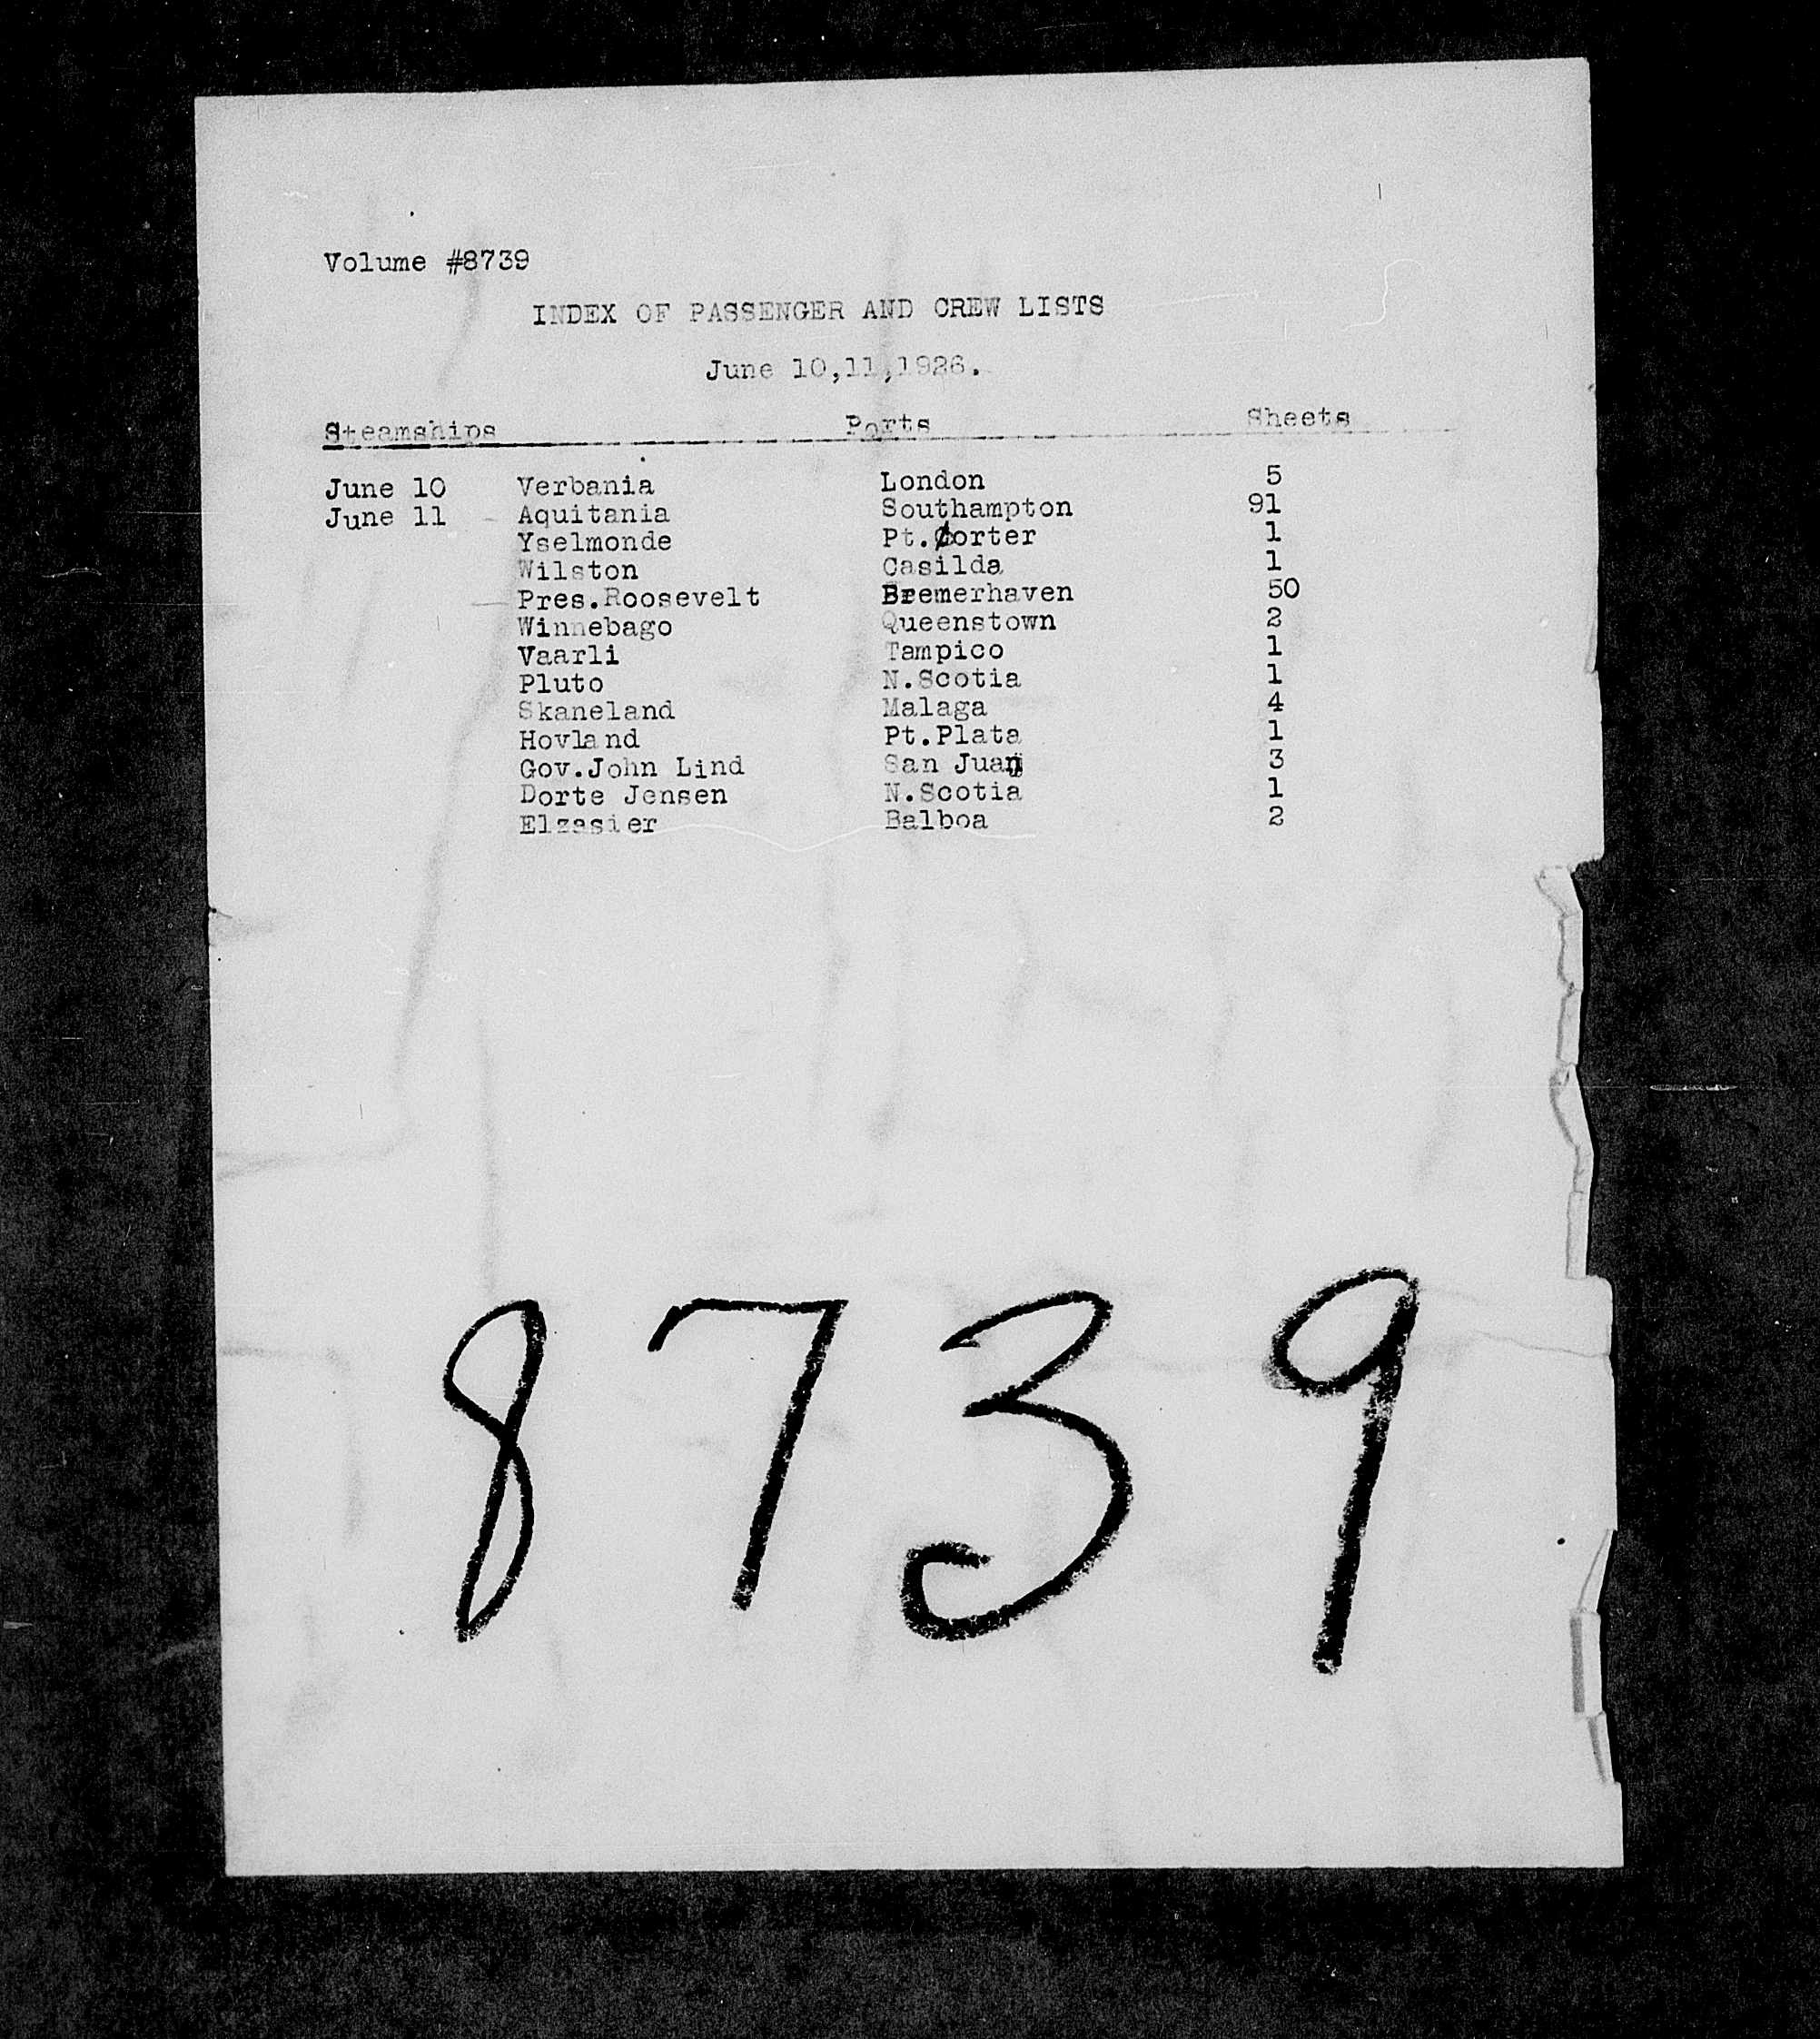 Volume #8739
INDEX OF PASSENGER AND CREW LISTS
June 10,11,1926.
Steamships Ports Sheets
June 10 Verbania London 5
June 11 - Aquitania Southampton 91
Yselmonde Pt.Corter 1
Wilston Casilda 1
Pres.Roosevelt Bremerhaven 50
Winnebago Queenstown 2
Vaarli Tampico 1
Pluto N.Scotia 1
Skaneland Malaga 4
Hovland Pt.Plata 1
Gov.John Lind San Juan 3
Dorte Jensen N.Scotia 1
Elzasier Balboa 2
8739